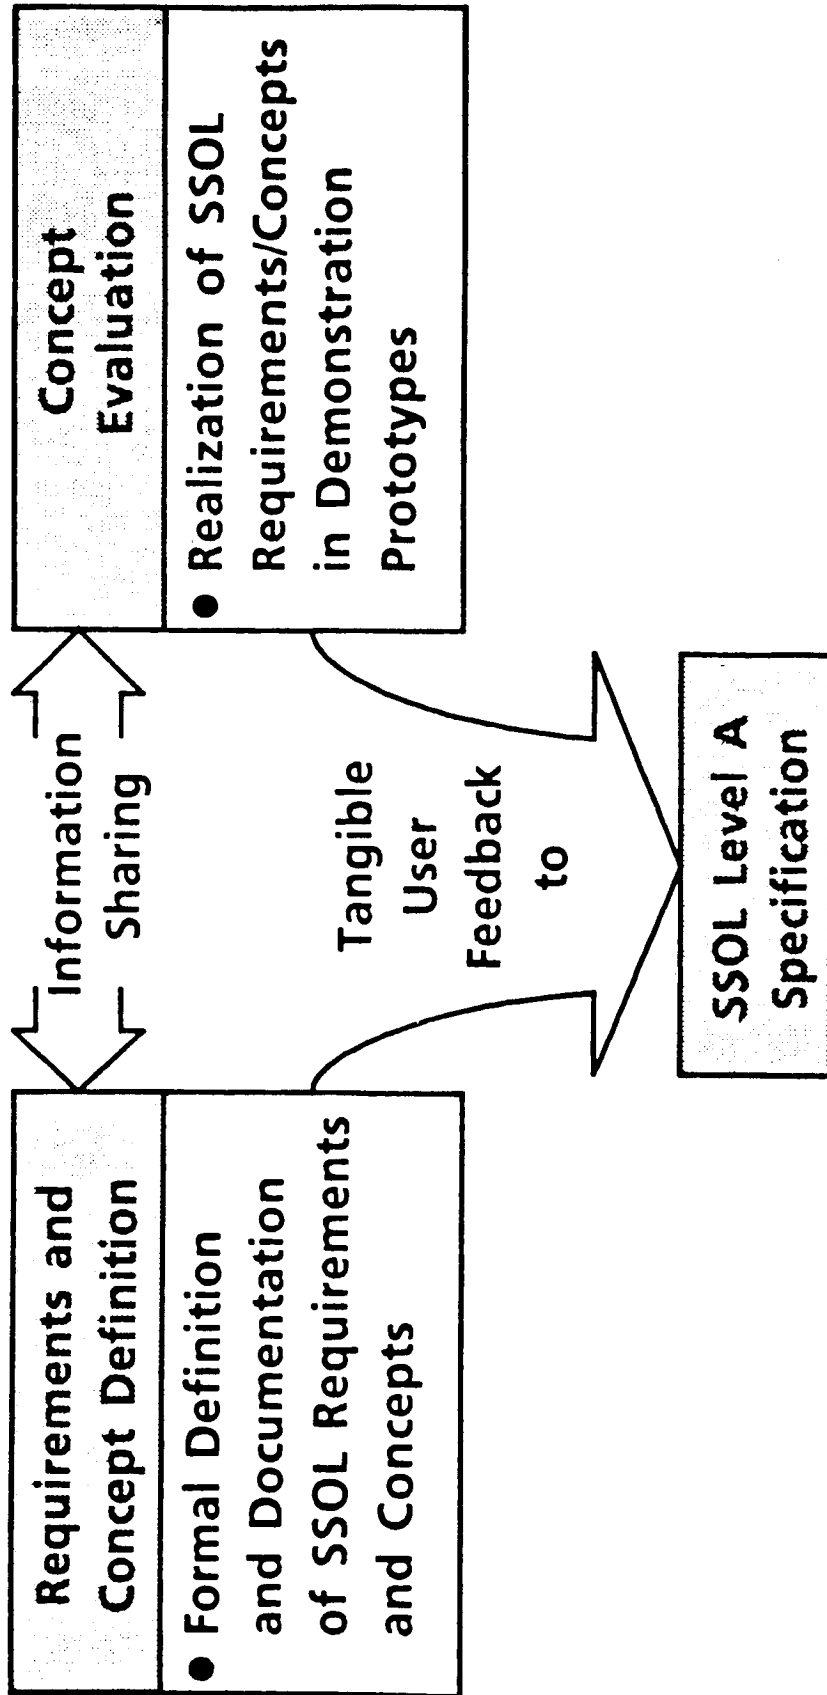 Requirements and
Concept Definition
● Formal Definition
and Documentation
of SSOL Requirements
and Concepts
Information
Sharing
Concept
Evaluation
● Realization of SSOL
Requirements/Concepts
in Demonstration
Prototypes
Tangible
User
Feedback
to
SSOL Level A
Specification